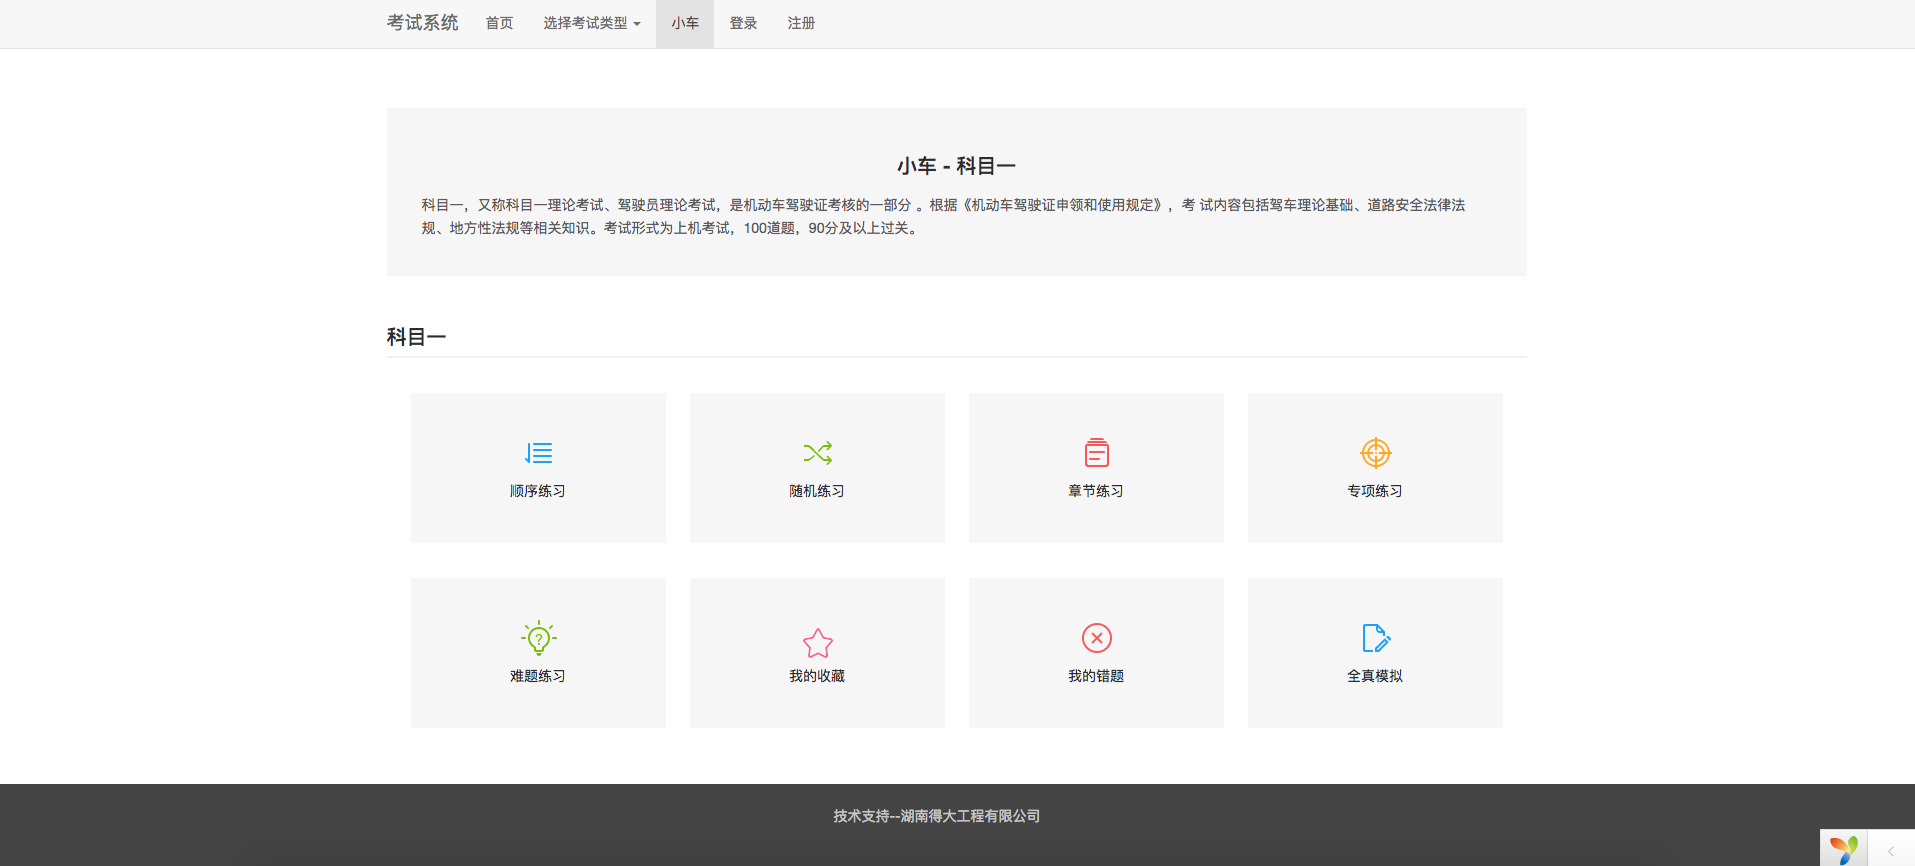 考试系统 首页 选择考试类型 小车 登录 注册
小车 - 科目一
科目一，又称科目一理论考试、驾驶员理论考试，是机动车驾驶证考核的一部分 。根据《机动车驾驶证申领和使用规定》，考 试内容包括驾车理论基础、道路安全法律法
规、地方性法规等相关知识。考试形式为上机考试，100道题，90分及以上过关。
科目一
顺序练习 随机练习 章节练习 专项练习
?
难题练习 我的收藏 我的错题 全真模拟
技术支持--湖南得大工程有限公司